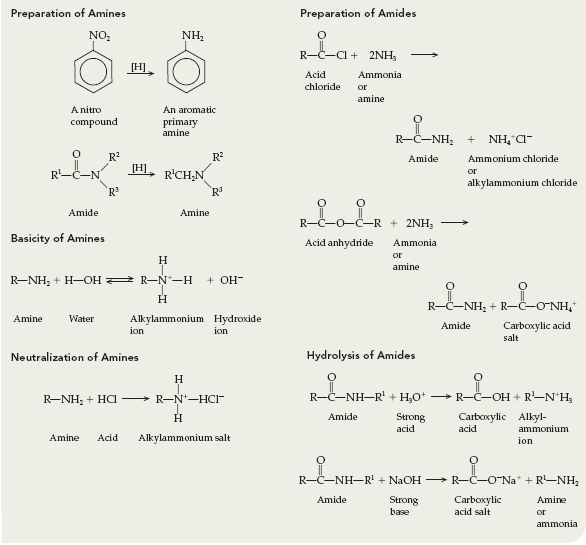 Preparation of Amines
NO₂ NH₂
[H]
A nitro compound
An aromatic primary amine
O R²
R¹—C—N [H] R¹CH₂N R²
R³ R³
Amide Amine
Basicity of Amines
H
R—NH₂ + H—OH ⇌ R—N⁺—H + OH⁻
H
Amine Water Alkylammonium ion Hydroxide ion
Neutralization of Amines
H
R—NH₂ + HCl ⟶ R—N⁺—HCl⁻
H
Amine Acid Alkylammonium salt
Preparation of Amides
O
R—C—Cl + 2NH₃ ⟶
Acid chloride
Ammonia or amine
O
R—C—NH₂ + NH₄⁺Cl⁻
Amide
Ammonium chloride or alkylammonium chloride
O O
R—C—O—C—R + 2NH₃ ⟶
Acid anhydride
Ammonia or amine
O O
R—C—NH₂ + R—C—O⁻NH₄⁺
Amide
Carboxylic acid salt
Hydrolysis of Amides
O O
R—C—NH—R¹ + H₃O⁺ ⟶ R—C—OH + R¹—N⁺H₃
Amide
Strong acid
Carboxylic acid
Alkyl-ammonium ion
O O
R—C—NH—R¹ + NaOH ⟶ R—C—O⁻Na⁺ + R¹—NH₂
Amide
Strong base
Carboxylic acid salt
Amine or ammonia